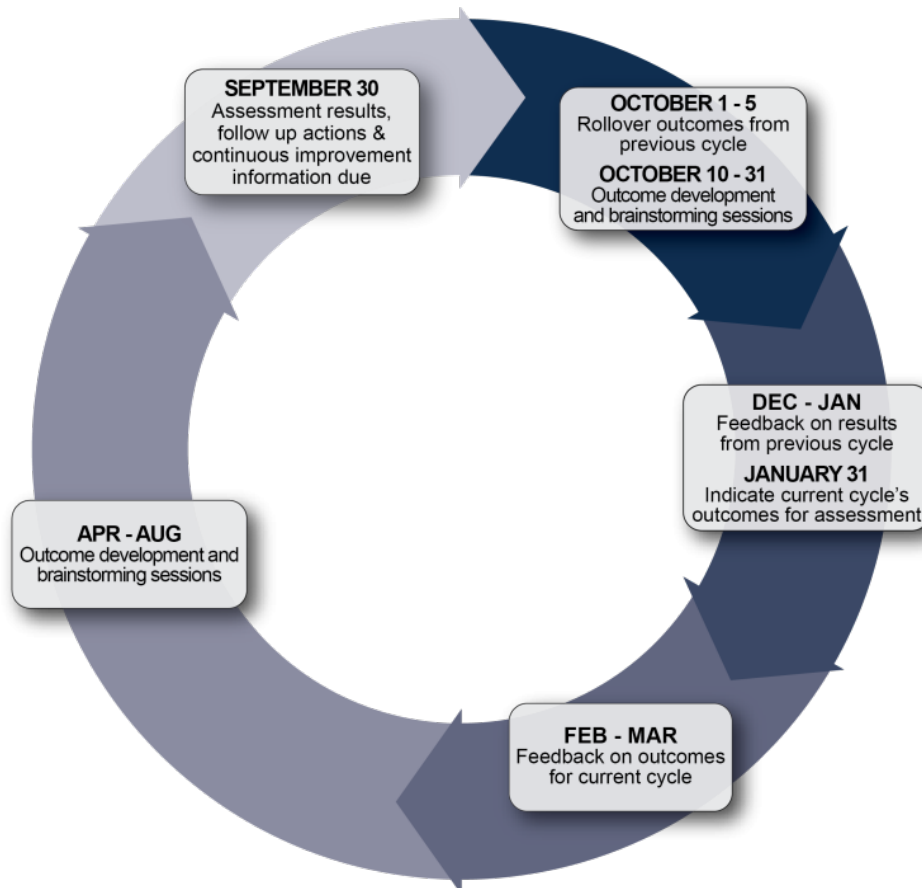 SEPTEMBER 30
Assessment results,
follow up actions &
continuous improvement
information due
OCTOBER 1 - 5
Rollover outcomes from
previous cycle
OCTOBER 10 - 31
Outcome development
and brainstorming sessions
DEC - JAN
Feedback on results
from previous cycle
JANUARY 31
Indicate current cycle's
outcomes for assessment
FEB - MAR
Feedback on outcomes
for current cycle
APR - AUG
Outcome development and
brainstorming sessions